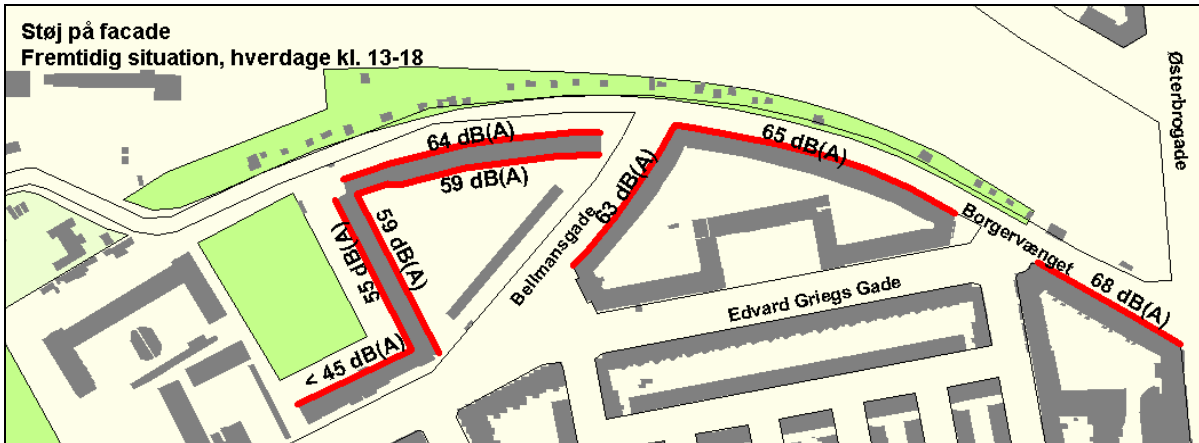 Støj på facade
Fremtidig situation, hverdage kl. 13-18
Østerbrogade
64 dB(A)
65 dB(A)
59 dB(A)
63 dB(A)
59 dB(A)
55 dB(A)
Bellmansgade
Borgervænget
68 dB(A)
Edvard Griegs Gade
< 45 dB(A)